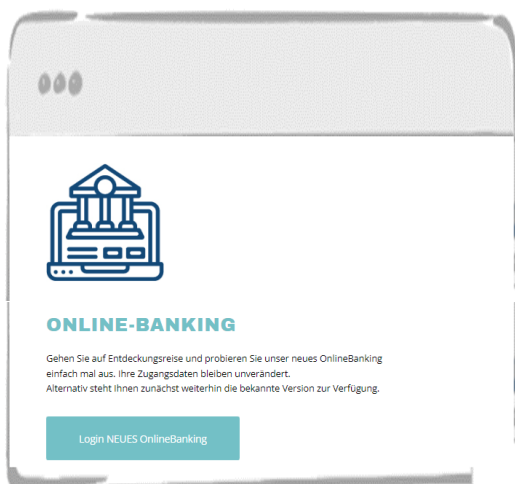 ONLINE-BANKING
Gehen Sie auf Entdeckungsreise und probieren Sie unser neues OnlineBanking
einfach mal aus. Ihre Zugangsdaten bleiben unverändert.
Alternativ steht Ihnen zunächst weiterhin die bekannte Version zur Verfügung.
Login NEUES OnlineBanking